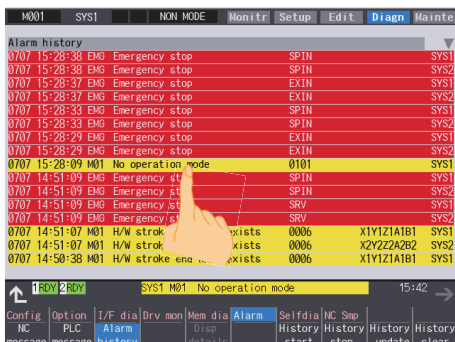 M001 SYS1 NON MODE Monitr Setup Edit Diagn Mainte
Alarm history
0707 15:28:38 EMG Emergency stop SPIN SYS1
0707 15:28:38 EMG Emergency stop SPIN SYS2
0707 15:28:37 EMG Emergency stop EXIN SYS1
0707 15:28:37 EMG Emergency stop EXIN SYS2
0707 15:28:33 EMG Emergency stop SPIN SYS1
0707 15:28:33 EMG Emergency stop SPIN SYS2
0707 15:28:29 EMG Emergency stop EXIN SYS1
0707 15:28:29 EMG Emergency stop EXIN SYS2
0707 15:28:09 M01 No operation mode 0101 SYS1
0707 14:51:09 EMG Emergency st SPIN SYS1
0707 14:51:09 EMG Emergency st SPIN SYS2
0707 14:51:09 EMG Emergency st SRV SYS1
0707 14:51:09 EMG Emergency SRV SYS2
0707 14:51:07 M01 H/W stroke exists 0006 X1Y1Z1A1B1 SYS1
0707 14:51:07 M01 H/W stroke exists 0006 X2Y2Z2A2B2 SYS2
0707 14:50:38 M01 H/W stroke end exists 0006 X1Y1Z1A1B1 SYS1
1RDY 2RDY SYS1 M01 No operation mode 15:42
Config Option I/F dia Drv mon Mem dia Alarm Selfdia NC Smp
NC PLC Alarm Disp History History History History
message message history details start stop update clear